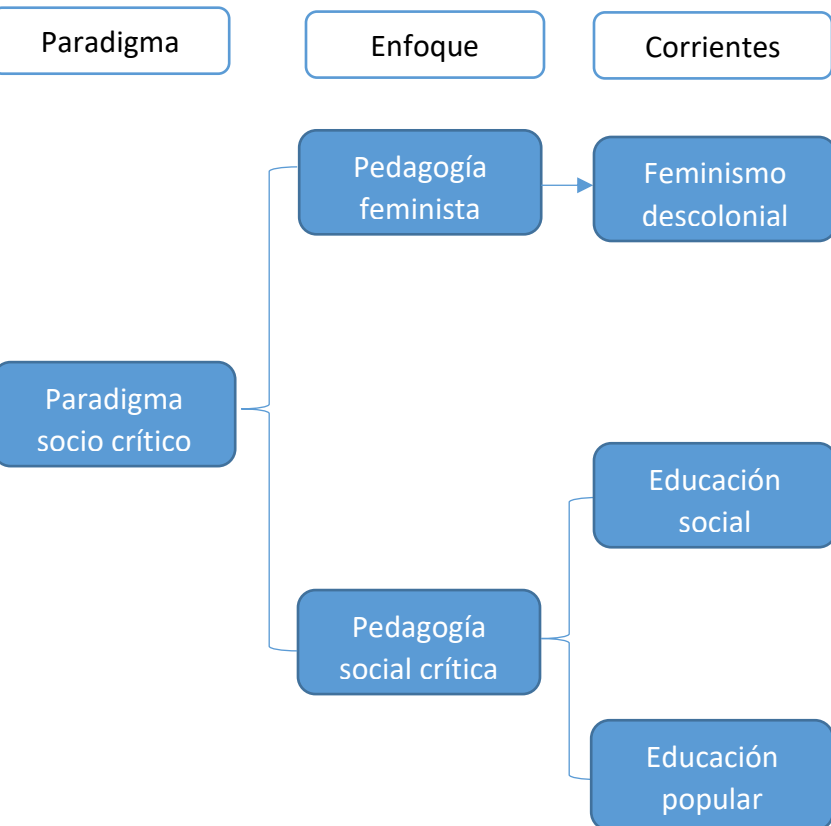 Paradigma
Enfoque
Corrientes
Pedagogía
feminista
Feminismo
descolonial
Paradigma
socio crítico
Educación
social
Pedagogía
social crítica
Educación
popular